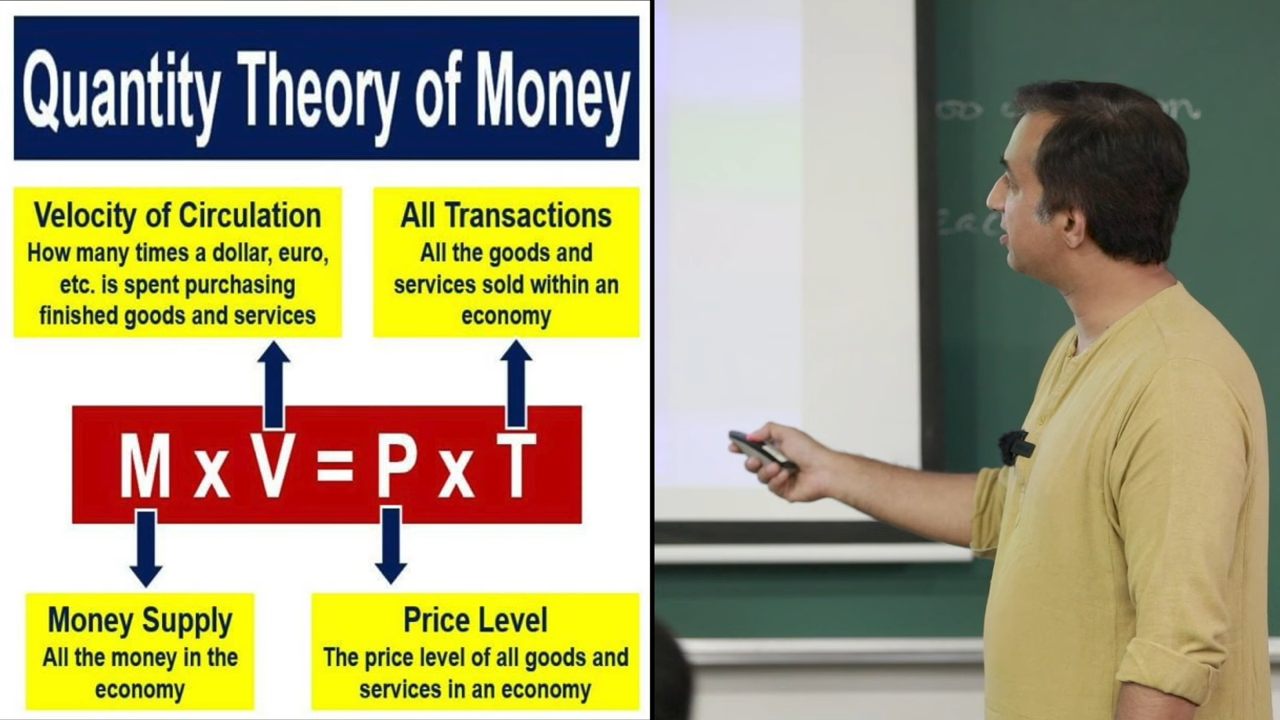 Quantity Theory of Money
Velocity of Circulation
How many times a dollar, euro,
etc. is spent purchasing
finished goods and services
All Transactions
All the goods and
services sold within an
economy
M x V = P x T
Money Supply
All the money in the
economy
Price Level
The price level of all goods and
services in an economy